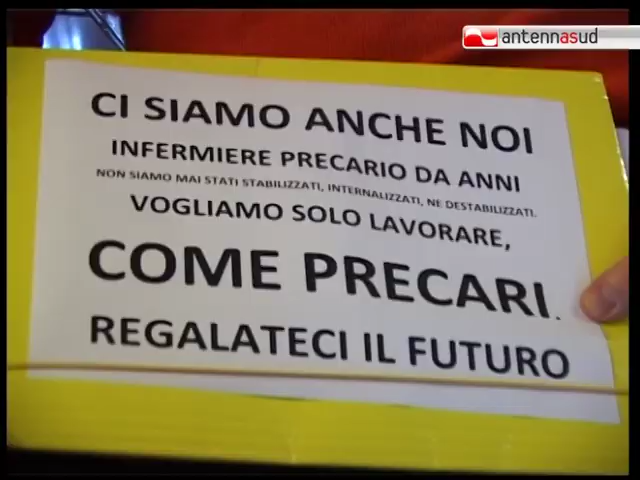 antennasud
CI SIAMO ANCHE NOI
INFERMIERE PRECARIO DA ANNI
NON SIAMO MAI STATI STABILIZZATI, INTERNALIZZATI, NE DESTABILIZZATI.
VOGLIAMO SOLO LAVORARE,
COME PRECARI.
REGALATECI IL FUTURO